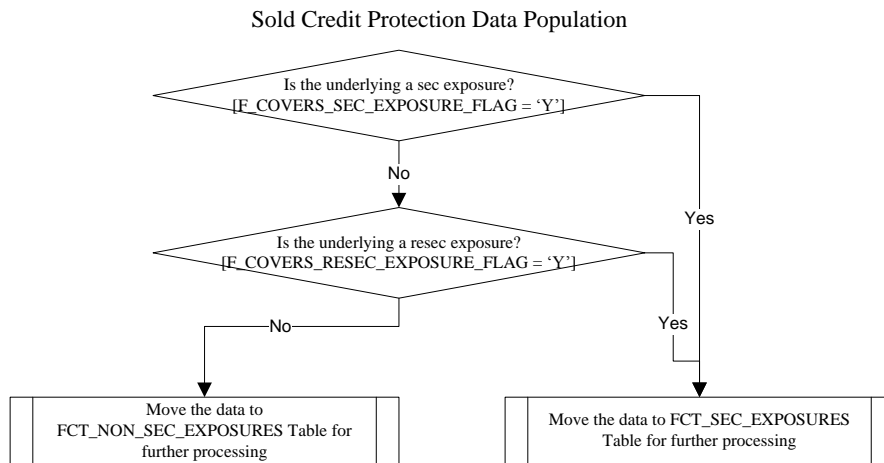 Sold Credit Protection Data Population
Is the underlying a sec exposure?
[F_COVERS_SEC_EXPOSURE_FLAG = ‘Y’]
No
Yes
Is the underlying a resec exposure?
[F_COVERS_RESEC_EXPOSURE_FLAG = ‘Y’]
No
Yes
Move the data to
FCT_NON_SEC_EXPOSURES Table for
further processing
Move the data to FCT_SEC_EXPOSURES
Table for further processing